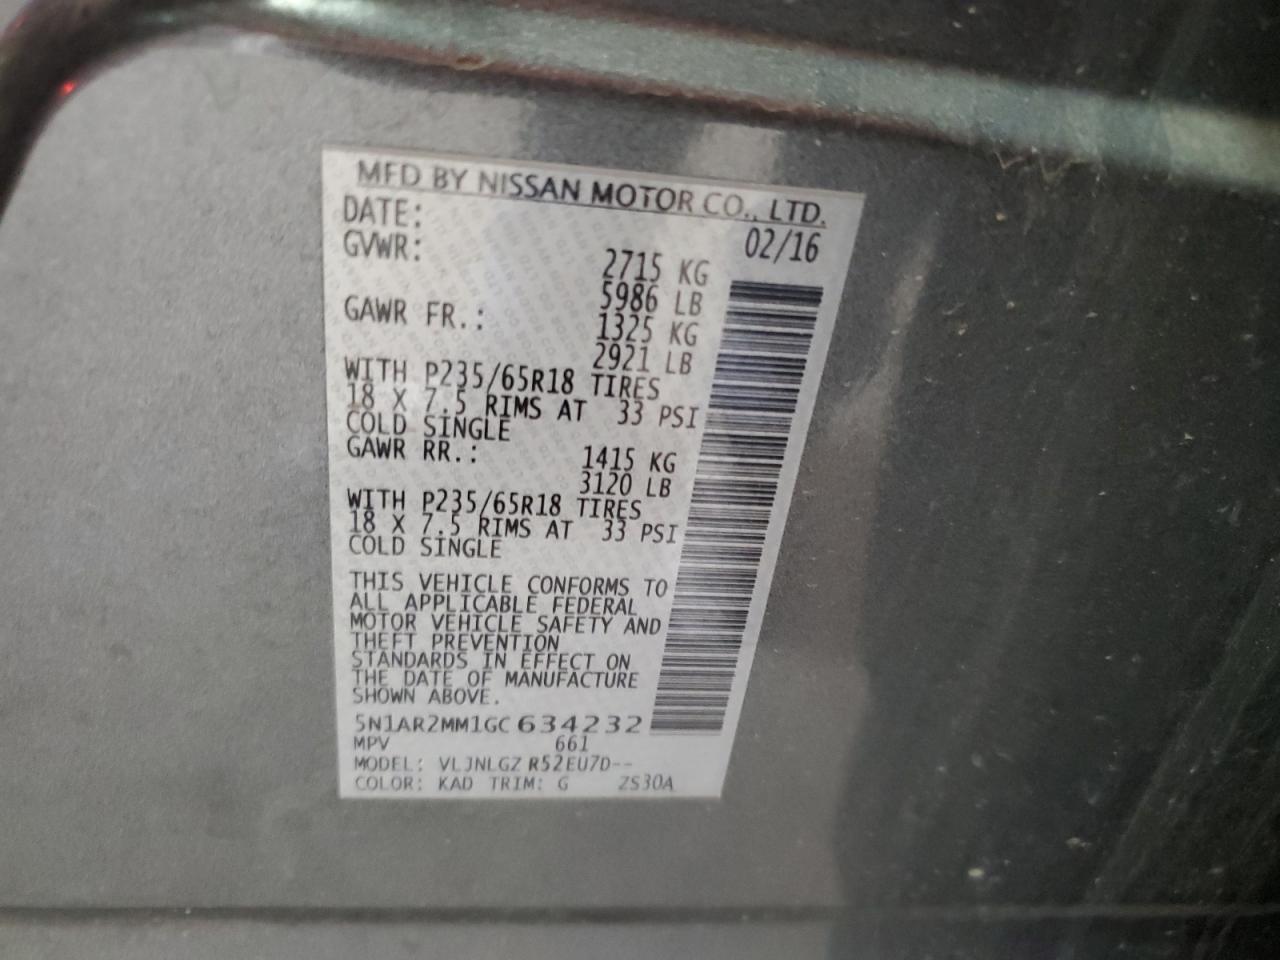 MFD BY NISSAN MOTOR CO., LTD.
DATE: 02/16
GVWR: 2715 KG
5986 LB
GAWR FR.: 1325 KG
2921 LB
WITH P235/65R18 TIRES
18 X 7.5 RIMS AT 33 PSI
COLD SINGLE
GAWR RR.: 1415 KG
3120 LB
WITH P235/65R18 TIRES
18 X 7.5 RIMS AT 33 PSI
COLD SINGLE
THIS VEHICLE CONFORMS TO
ALL APPLICABLE FEDERAL
MOTOR VEHICLE SAFETY AND
THEFT PREVENTION
STANDARDS IN EFFECT ON
THE DATE OF MANUFACTURE
SHOWN ABOVE.
5N1AR2MM1GC634232
MPV 661
MODEL: VLJNLGZ R52EU7D--
COLOR: KAD TRIM: G ZS30A